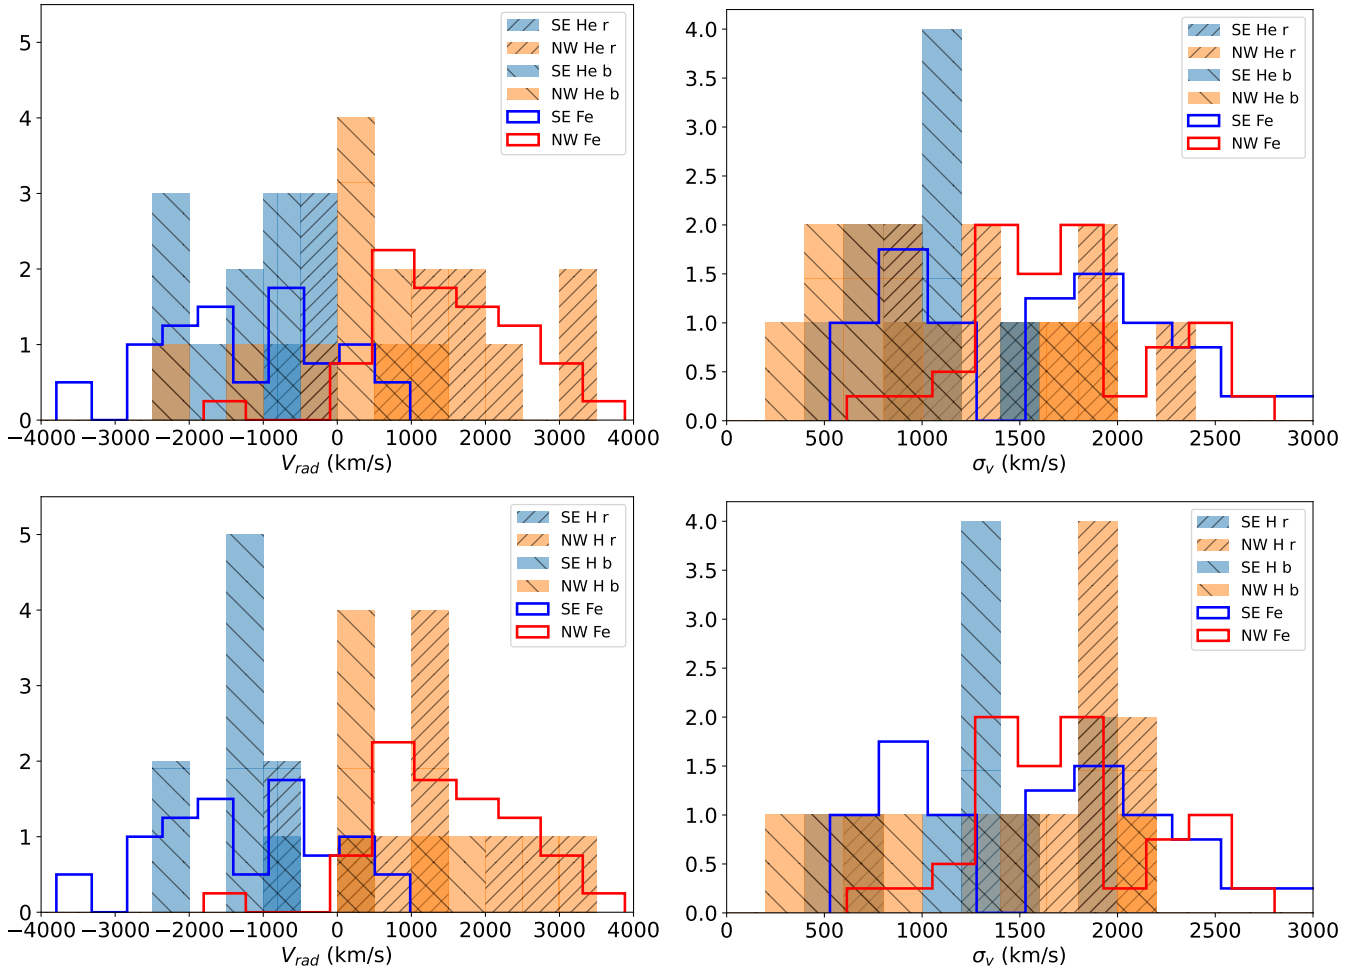 5
4
3
2
1
0
−4000 −3000 −2000 −1000 0 1000 2000 3000 4000
V_rad (km/s)
SE He r
NW He r
SE He b
NW He b
SE Fe
NW Fe
4.0
3.5
3.0
2.5
2.0
1.5
1.0
0.5
0.0
0 500 1000 1500 2000 2500 3000
σ_v (km/s)
SE He r
NW He r
SE He b
NW He b
SE Fe
NW Fe
5
4
3
2
1
0
−4000 −3000 −2000 −1000 0 1000 2000 3000 4000
V_rad (km/s)
SE H r
NW H r
SE H b
NW H b
SE Fe
NW Fe
4.0
3.5
3.0
2.5
2.0
1.5
1.0
0.5
0.0
0 500 1000 1500 2000 2500 3000
σ_v (km/s)
SE H r
NW H r
SE H b
NW H b
SE Fe
NW Fe